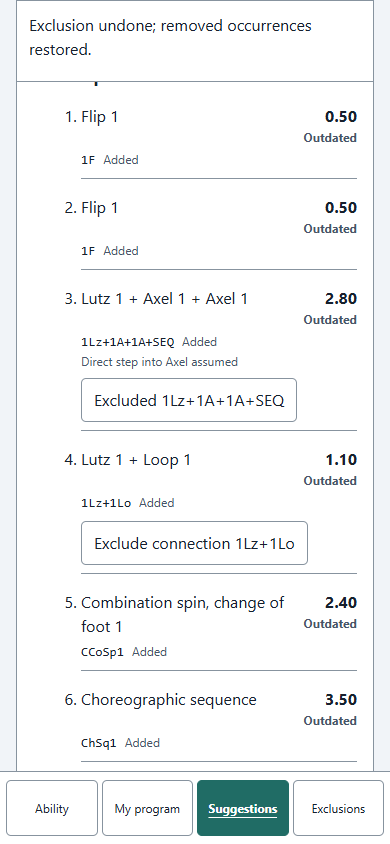 Exclusion undone; removed occurrences
restored.
1. Flip 1 0.50
Outdated
1F Added
2. Flip 1 0.50
Outdated
1F Added
3. Lutz 1 + Axel 1 + Axel 1 2.80
Outdated
1Lz+1A+1A+SEQ Added
Direct step into Axel assumed
Excluded 1Lz+1A+1A+SEQ
4. Lutz 1 + Loop 1 1.10
Outdated
1Lz+1Lo Added
Exclude connection 1Lz+1Lo
5. Combination spin, change of 2.40
foot 1 Outdated
CCoSp1 Added
6. Choreographic sequence 3.50
Outdated
ChSq1 Added
Ability My program Suggestions Exclusions